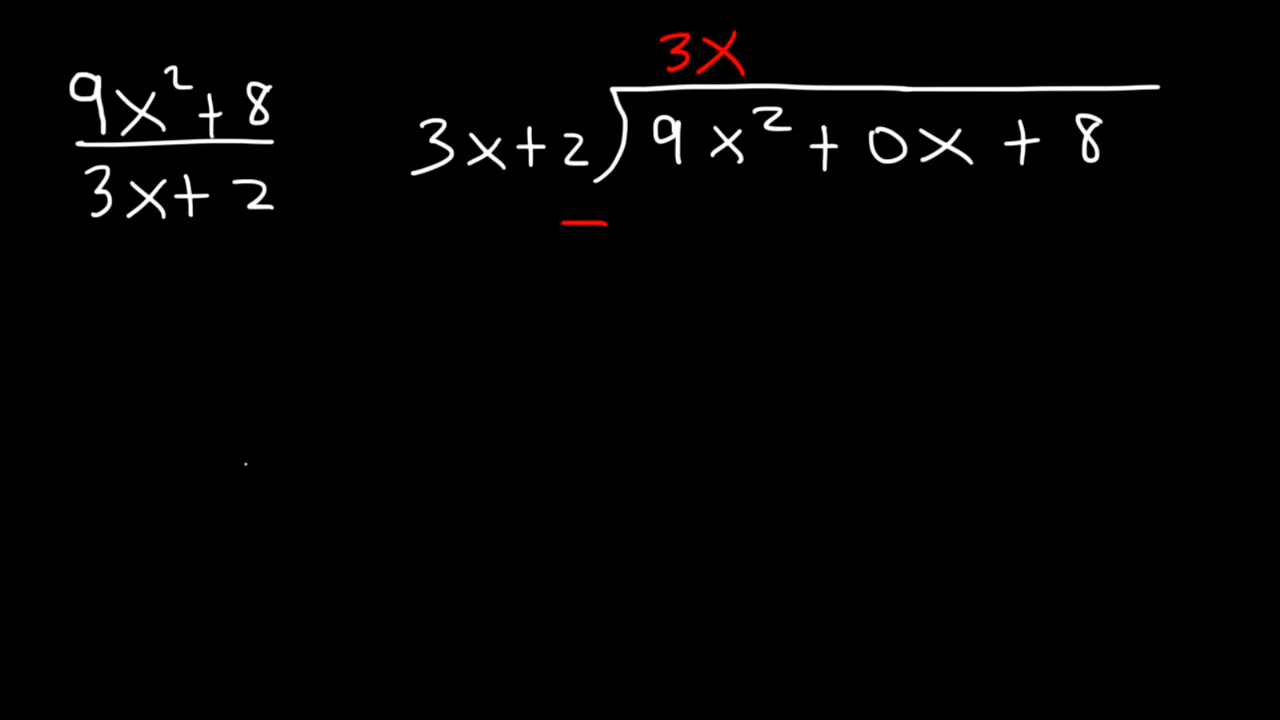 9x² + 8
3x + 2
3x
3x + 2 ) 9x² + 0x + 8
−